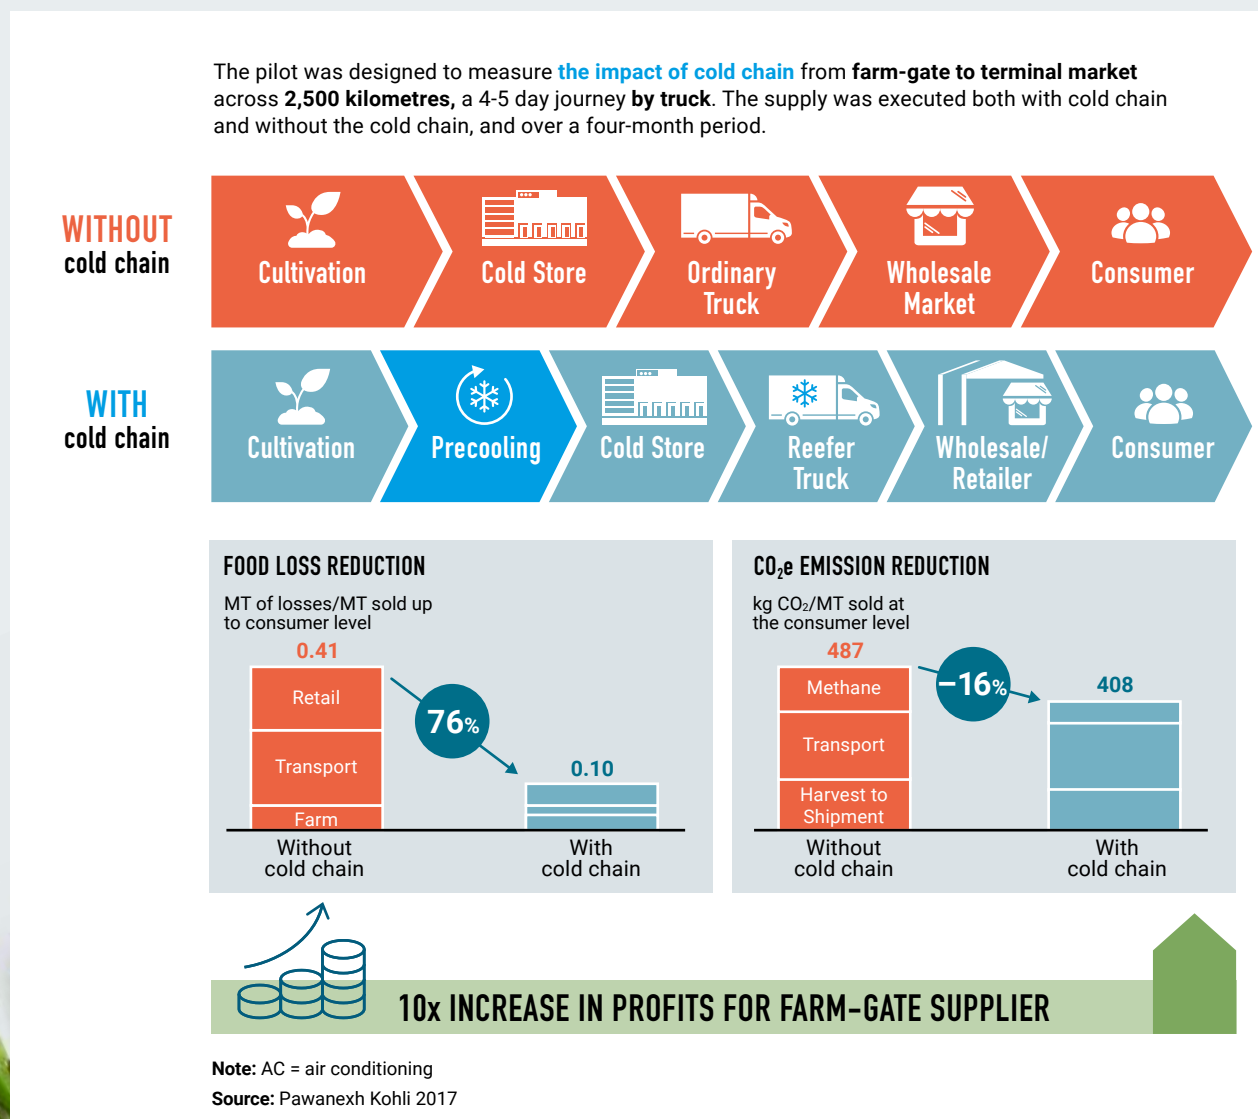 The pilot was designed to measure the impact of cold chain from farm-gate to terminal market
across 2,500 kilometres, a 4-5 day journey by truck. The supply was executed both with cold chain
and without the cold chain, and over a four-month period.
WITHOUT
cold chain
Cultivation
Cold Store
Ordinary
Truck
Wholesale
Market
Consumer
WITH
cold chain
Cultivation
Precooling
Cold Store
Reefer
Truck
Wholesale/
Retailer
Consumer
FOOD LOSS REDUCTION
MT of losses/MT sold up
to consumer level
0.41
Retail
Transport
Farm
76%
0.10
Without
cold chain
With
cold chain
CO₂e EMISSION REDUCTION
kg CO₂/MT sold at
the consumer level
487
Methane
Transport
Harvest to
Shipment
−16%
408
Without
cold chain
With
cold chain
10x INCREASE IN PROFITS FOR FARM-GATE SUPPLIER
Note: AC = air conditioning
Source: Pawanexh Kohli 2017